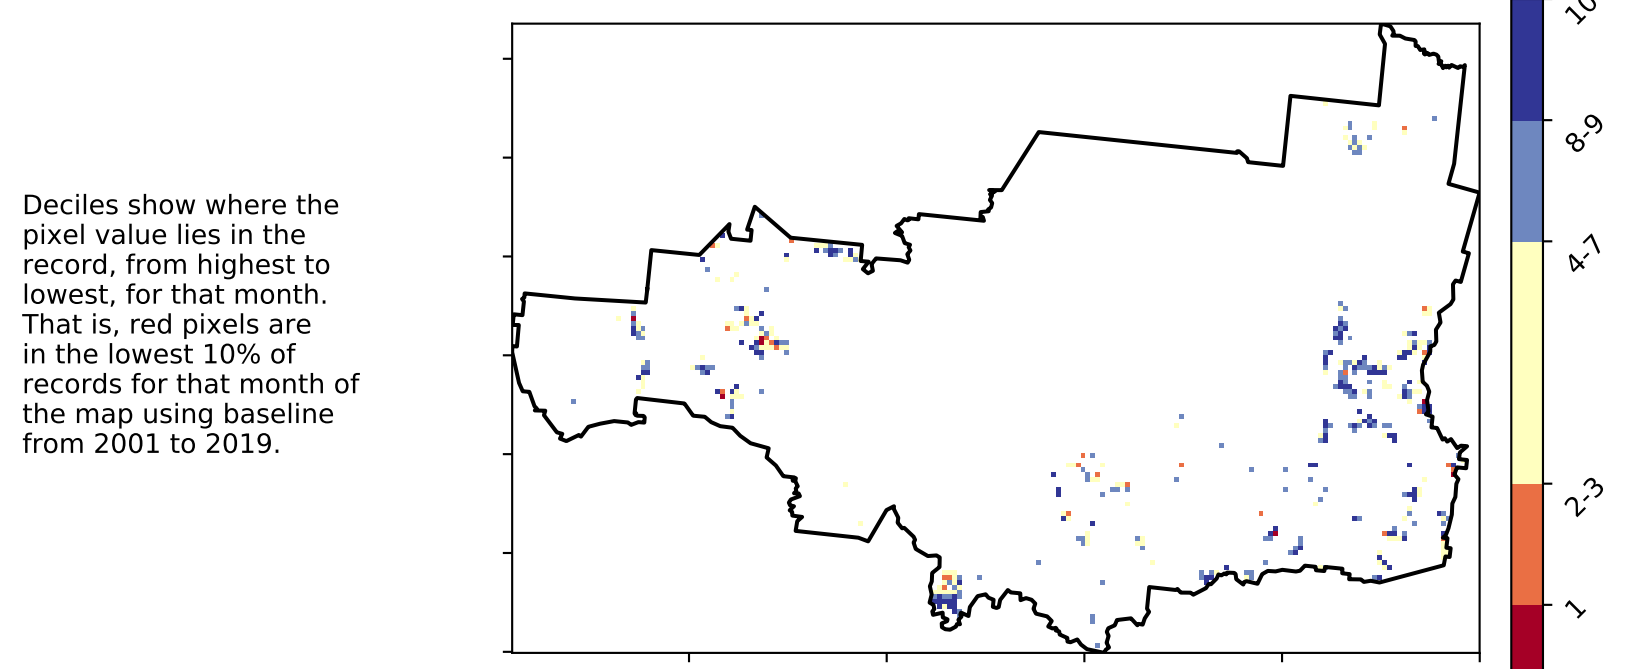 Deciles show where the
pixel value lies in the
record, from highest to
lowest, for that month.
That is, red pixels are
in the lowest 10% of
records for that month of
the map using baseline
from 2001 to 2019.
10
8-9
4-7
2-3
1